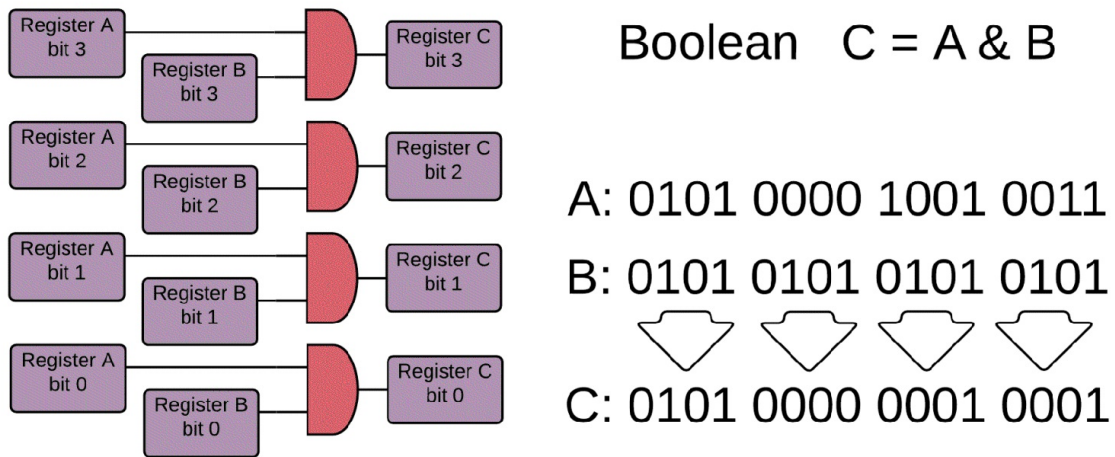 Register A
bit 3
Register B
bit 3
Register C
bit 3
Register A
bit 2
Register B
bit 2
Register C
bit 2
Register A
bit 1
Register B
bit 1
Register C
bit 1
Register A
bit 0
Register B
bit 0
Register C
bit 0
Boolean C = A & B
A: 0101 0000 1001 0011
B: 0101 0101 0101 0101
C: 0101 0000 0001 0001